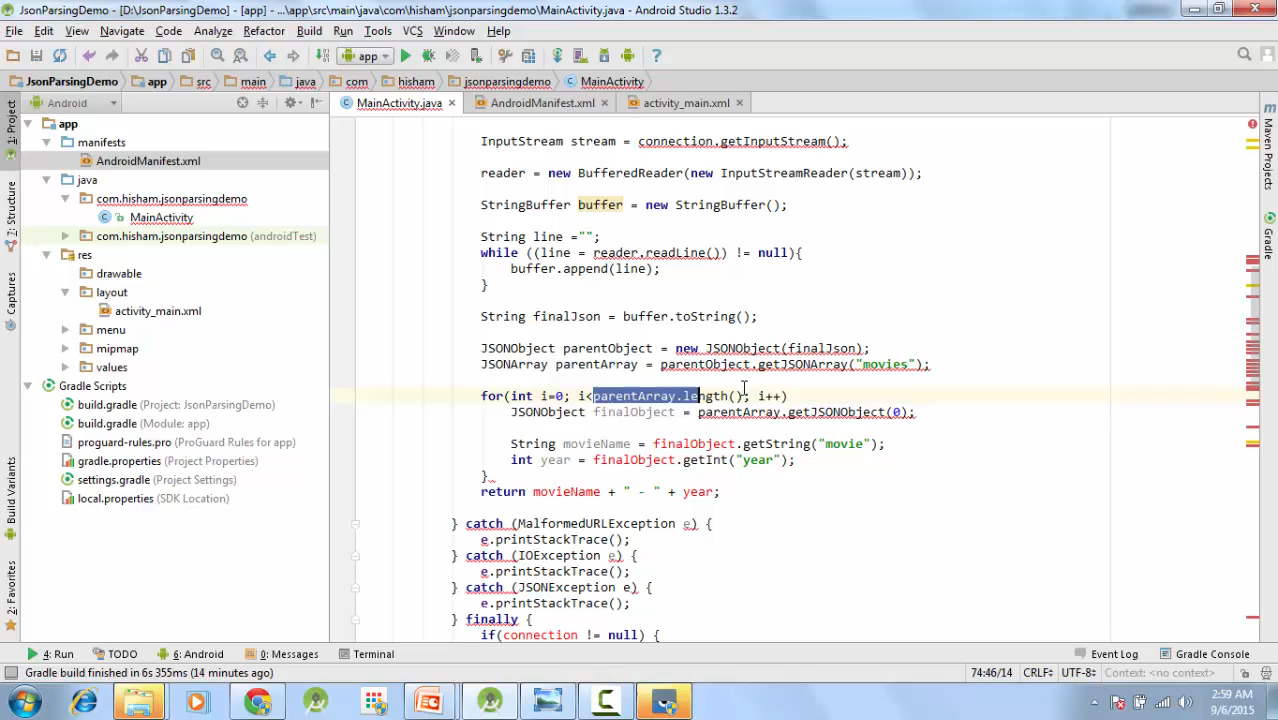 JsonParsingDemo - [D:\JsonParsingDemo] - [app] - ...\app\src\main\java\com\hisham\jsonparsingdemo\MainActivity.java - Android Studio 1.3.2
File Edit View Navigate Code Analyze Refactor Build Run Tools VCS Window Help
app
JsonParsingDemo app src main java com hisham jsonparsingdemo MainActivity
Android
MainActivity.java AndroidManifest.xml activity_main.xml
1: Project
2: Structure
Captures
Build Variants
2: Favorites
app
manifests
AndroidManifest.xml
java
com.hisham.jsonparsingdemo
MainActivity
com.hisham.jsonparsingdemo (androidTest)
res
drawable
layout
activity_main.xml
menu
mipmap
values
Gradle Scripts
build.gradle (Project: JsonParsingDemo)
build.gradle (Module: app)
proguard-rules.pro (ProGuard Rules for app)
gradle.properties (Project Properties)
settings.gradle (Project Settings)
local.properties (SDK Location)
InputStream stream = connection.getInputStream();
reader = new BufferedReader(new InputStreamReader(stream));
StringBuffer buffer = new StringBuffer();
String line ="";
while ((line = reader.readLine()) != null){
buffer.append(line);
}
String finalJson = buffer.toString();
JSONObject parentObject = new JSONObject(finalJson);
JSONArray parentArray = parentObject.getJSONArray("movies");
for(int i=0; i<parentArray.length(); i++)
JSONObject finalObject = parentArray.getJSONObject(0);
String movieName = finalObject.getString("movie");
int year = finalObject.getInt("year");
}
return movieName + " - " + year;
} catch (MalformedURLException e) {
e.printStackTrace();
} catch (IOException e) {
e.printStackTrace();
} catch (JSONException e) {
e.printStackTrace();
} finally {
if(connection != null) {
Maven Projects
Gradle
4: Run TODO 6: Android 0: Messages Terminal Event Log Gradle Console
Gradle build finished in 6s 355ms (14 minutes ago) 74:46/14 CRLF UTF-8 Context: <no context>
2:59 AM
9/6/2015